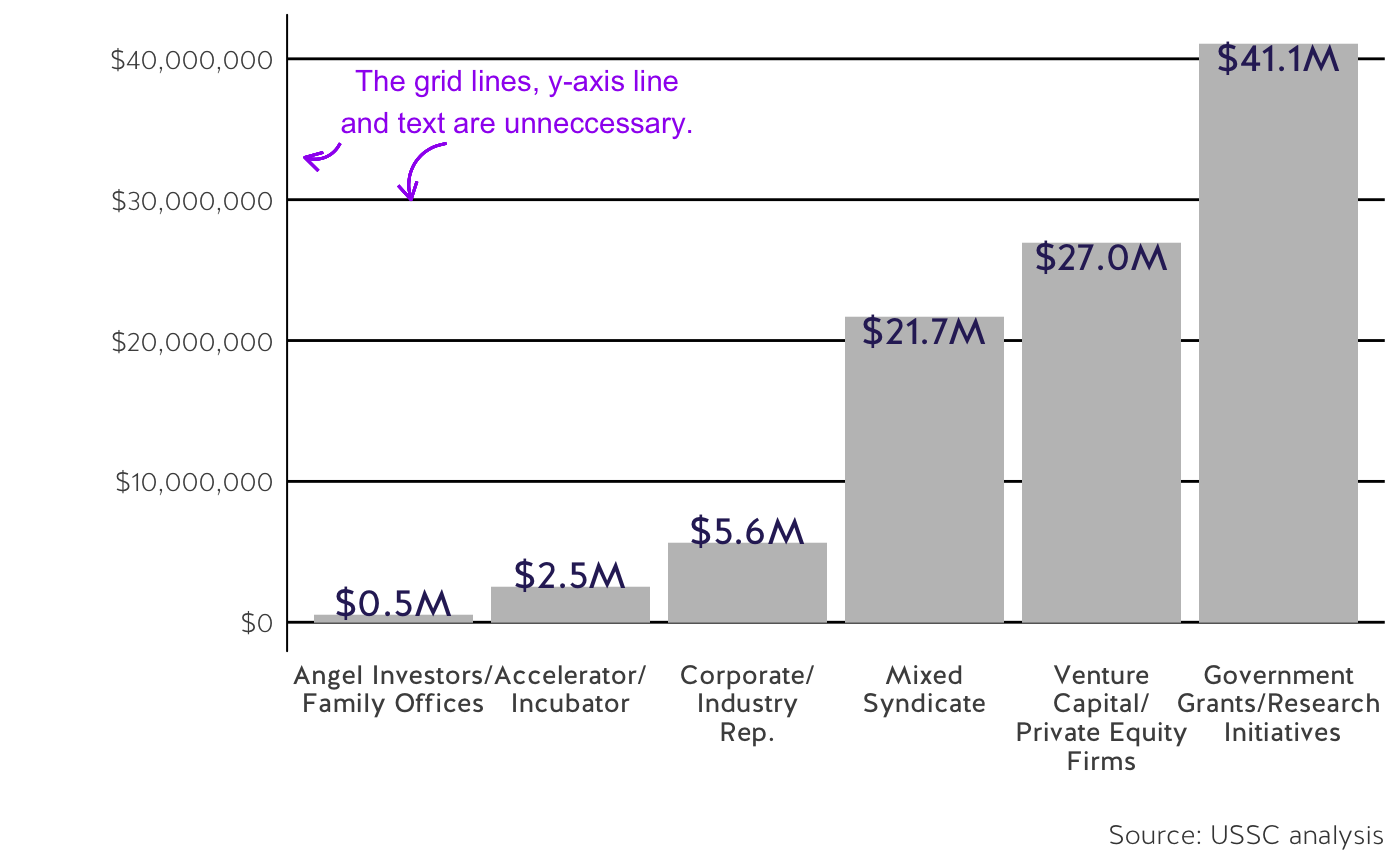 $40,000,000
$41.1M
The grid lines, y-axis line
and text are unneccessary.
$30,000,000
$27.0M
$21.7M
$20,000,000
$10,000,000
$5.6M
$2.5M
$0.5M
$0
Angel Investors/
Family Offices
Accelerator/
Incubator
Corporate/
Industry
Rep.
Mixed
Syndicate
Venture
Capital/
Private Equity
Firms
Government
Grants/Research
Initiatives
Source: USSC analysis